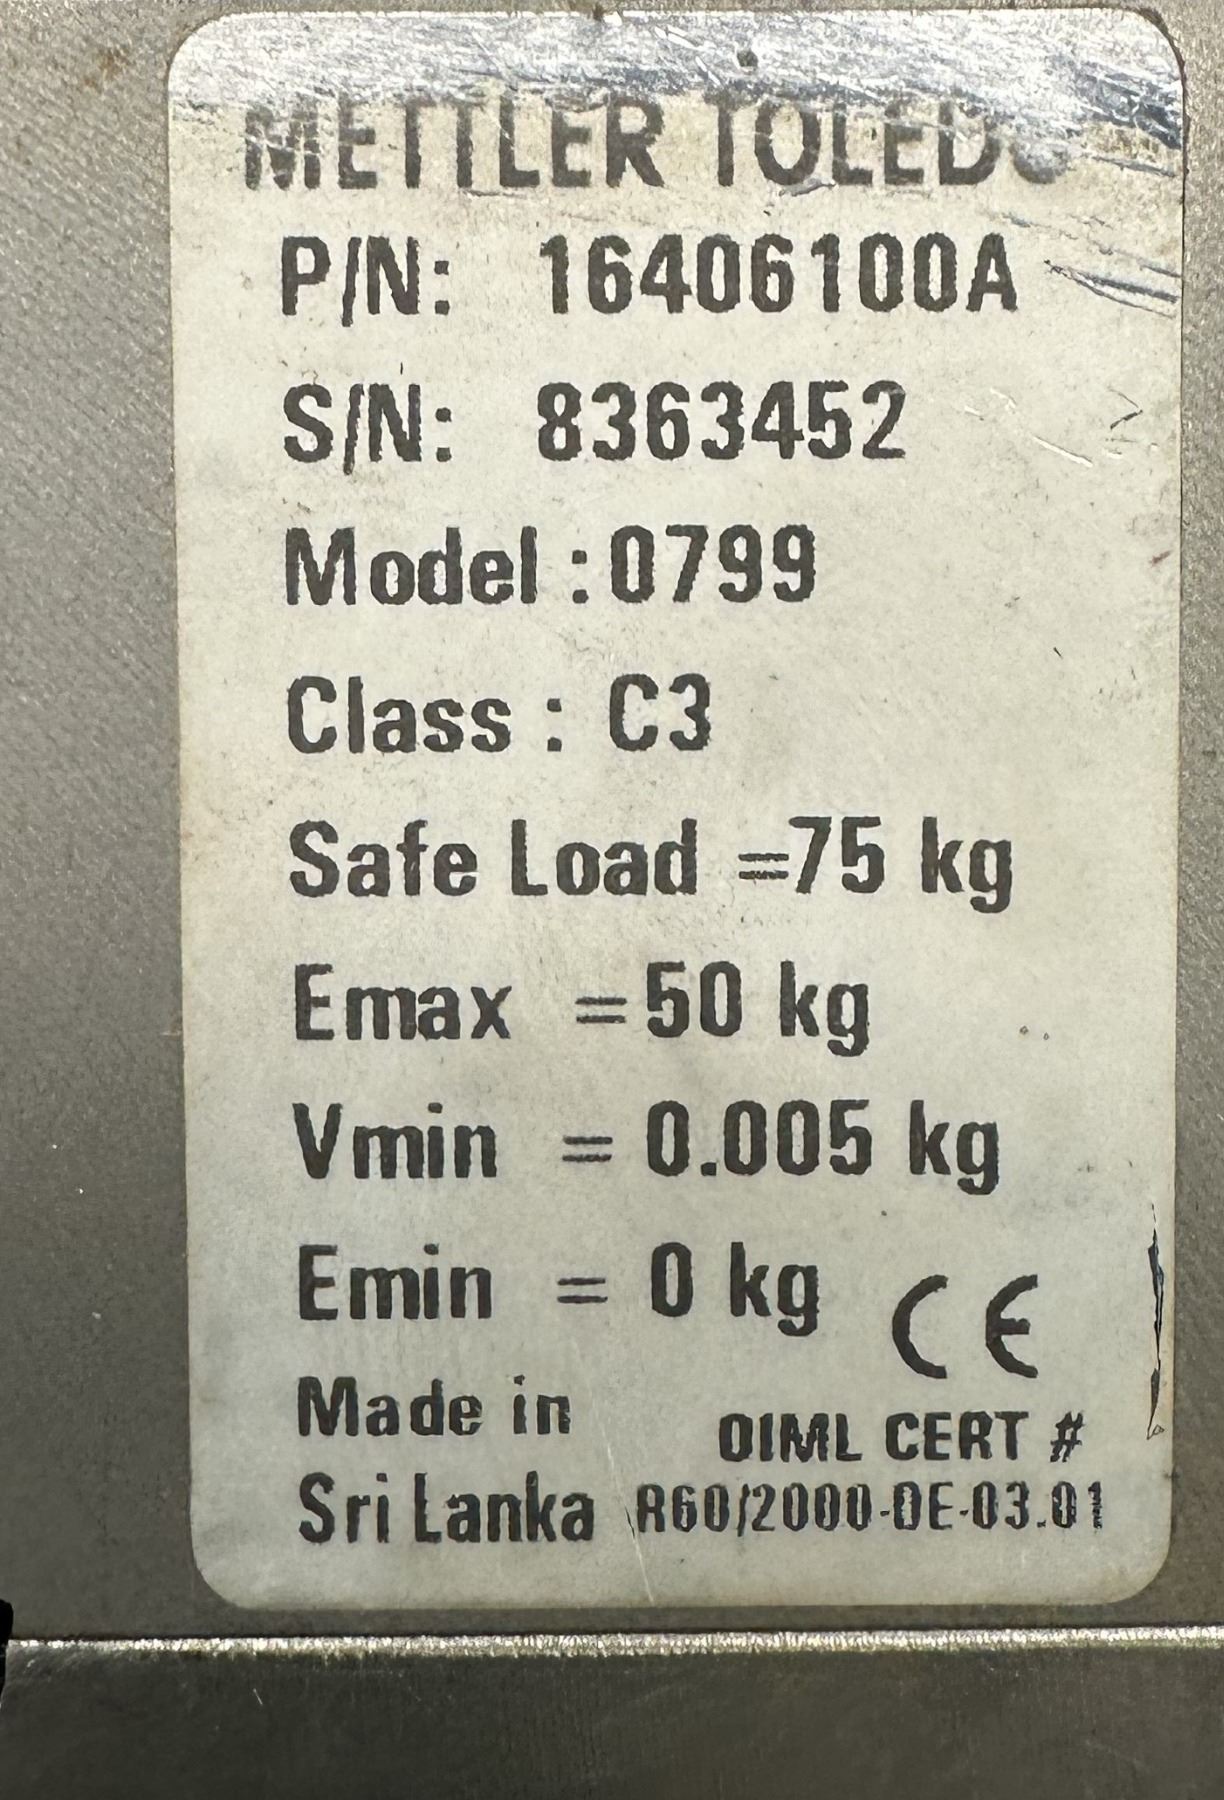 METTLER TOLEDO
P/N: 16406100A
S/N: 8363452
Model : 0799
Class : C3
Safe Load =75 kg
Emax = 50 kg
Vmin = 0.005 kg
Emin = 0 kg CE
Made in
Sri Lanka
OIML CERT #
R60/2000-DE-03.01